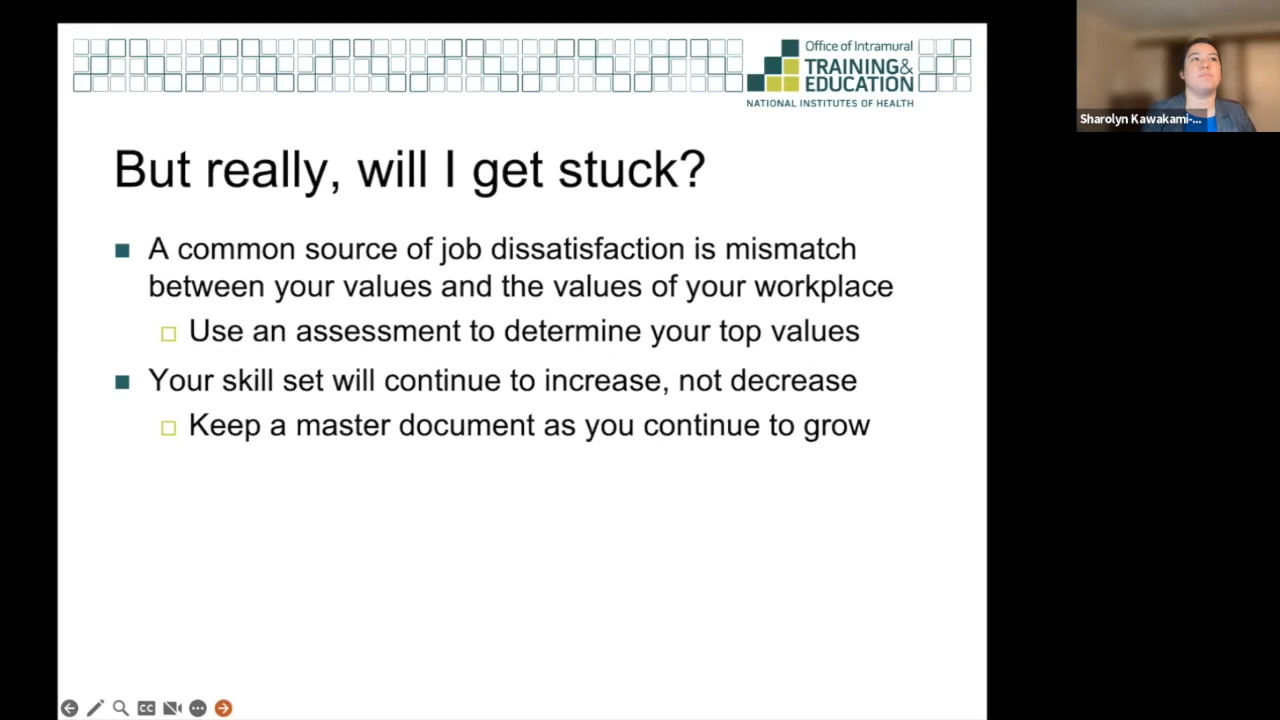 Office of Intramural
TRAINING&
EDUCATION
NATIONAL INSTITUTES OF HEALTH
Sharolyn Kawakami-...
But really, will I get stuck?
A common source of job dissatisfaction is mismatch
between your values and the values of your workplace
Use an assessment to determine your top values
Your skill set will continue to increase, not decrease
Keep a master document as you continue to grow
CC